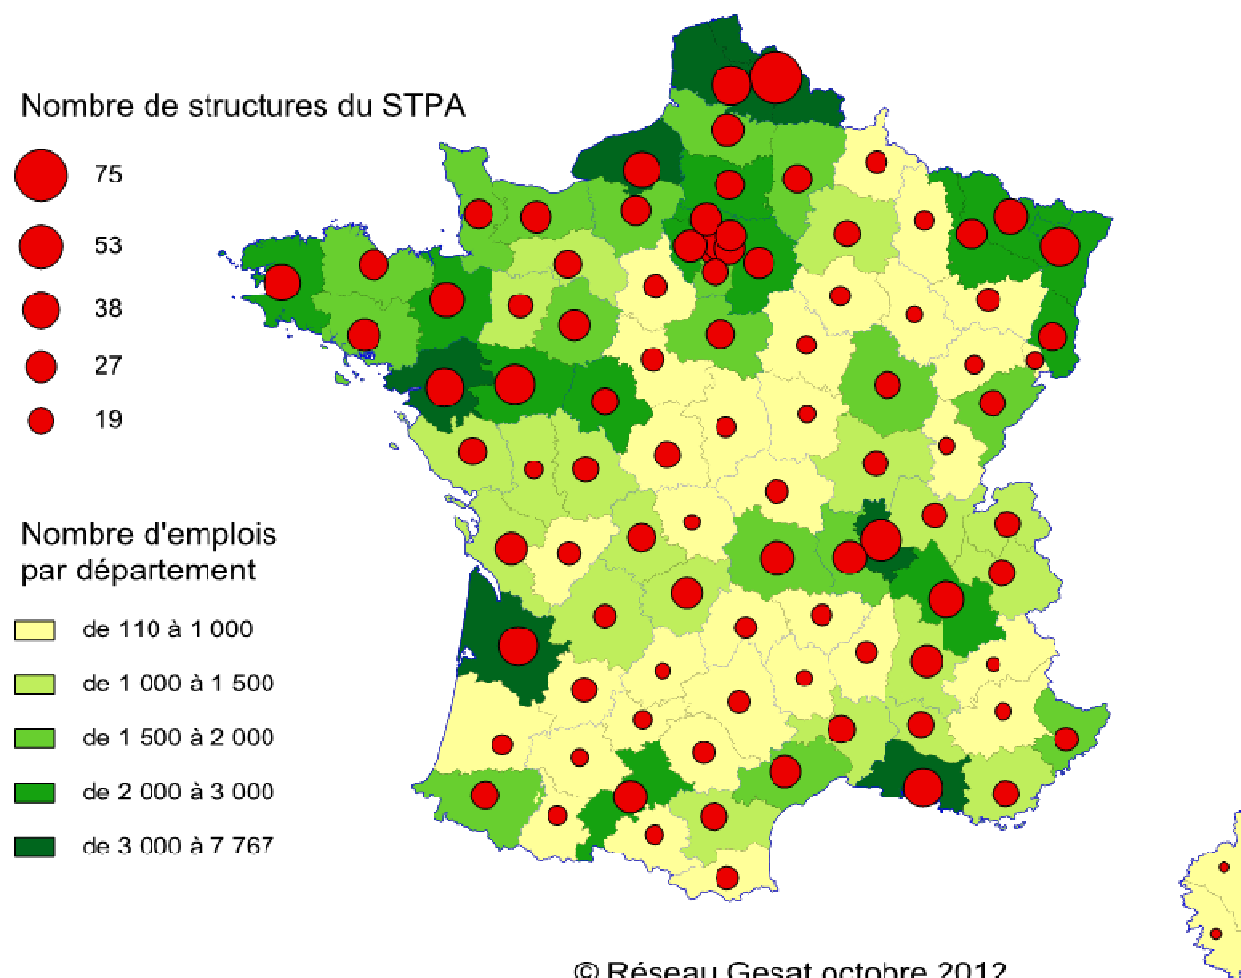 Nombre de structures du STPA
75
53
38
27
19
Nombre d'emplois
par département
de 110 à 1 000
de 1 000 à 1 500
de 1 500 à 2 000
de 2 000 à 3 000
de 3 000 à 7 767
© Réseau Gesat octobre 2012